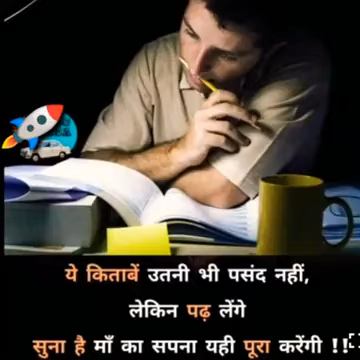 ये किताबें उतनी भी पसंद नहीं,
लेकिन पढ़ लेंगे
सुना है माँ का सपना यही पूरा करेंगी !!